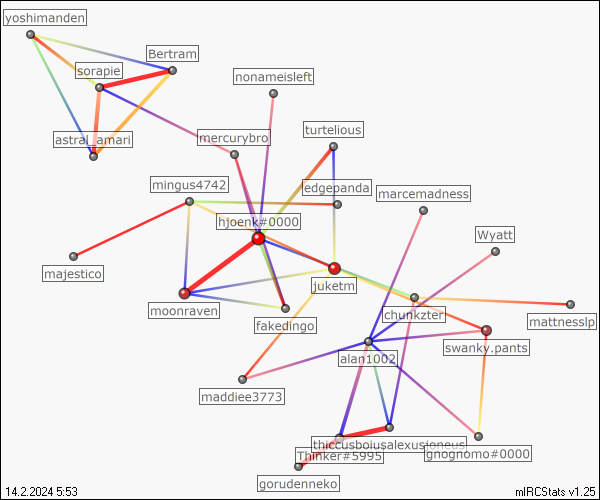 yoshimanden
Bertram
sorapie
nonameisleft
turtelious
astral_amari
mercurybro
mingus4742
edgepanda
marcemadness
hjoenk#0000
Wyatt
majestico
juketm
moonraven
chunkzter
fakedingo
mattnesslp
swanky.pants
alan1002
maddiee3773
thiccusboiusalexusjoneus
Thinker#5995
gnognomo#0000
gorudenneko
14.2.2024 5:53
mIRCStats v1.25